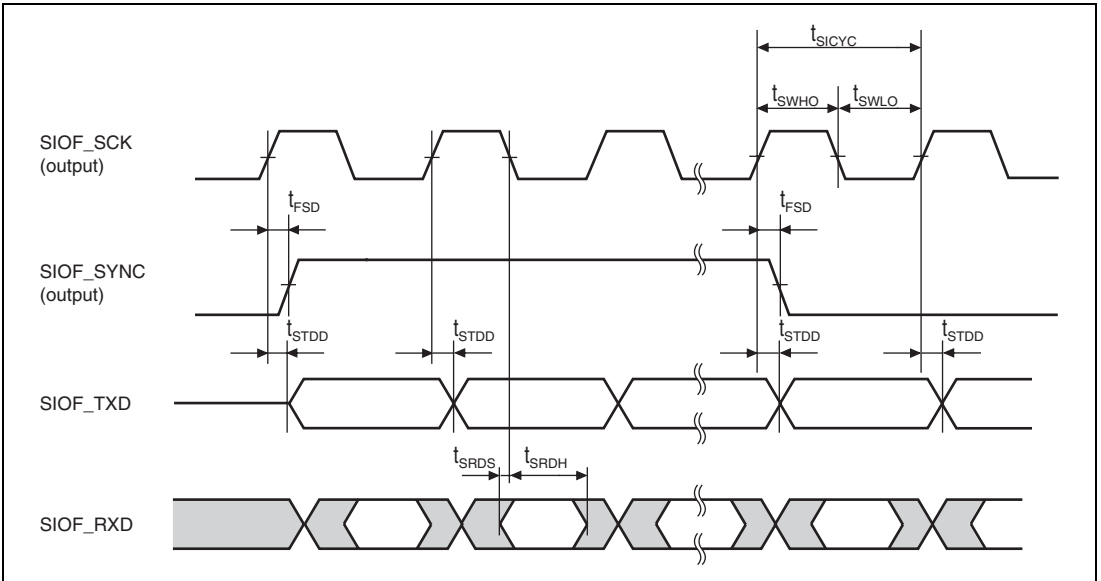 tSICYC
tSWHO tSWLO
SIOF_SCK
(output)
tFSD tFSD
SIOF_SYNC
(output)
tSTDD tSTDD tSTDD tSTDD
SIOF_TXD
tSRDS tSRDH
SIOF_RXD